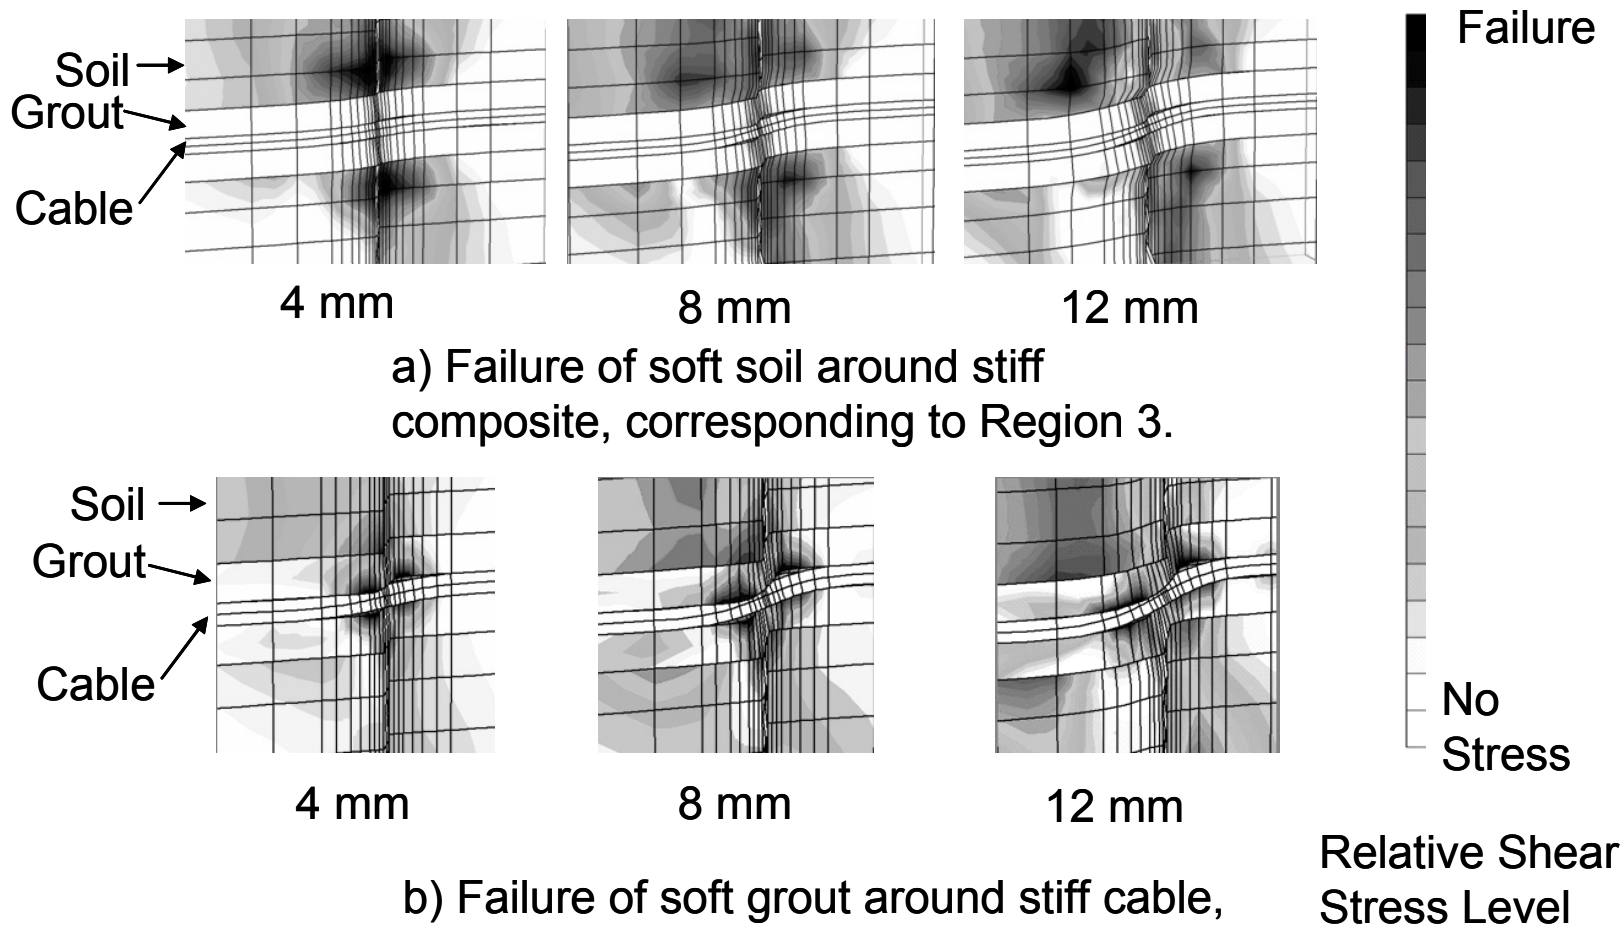 Failure
Soil
Grout
Cable
4 mm
8 mm
12 mm
a) Failure of soft soil around stiff
composite, corresponding to Region 3.
Soil
Grout
Cable
No
Stress
4 mm
8 mm
12 mm
Relative Shear
Stress Level
b) Failure of soft grout around stiff cable,